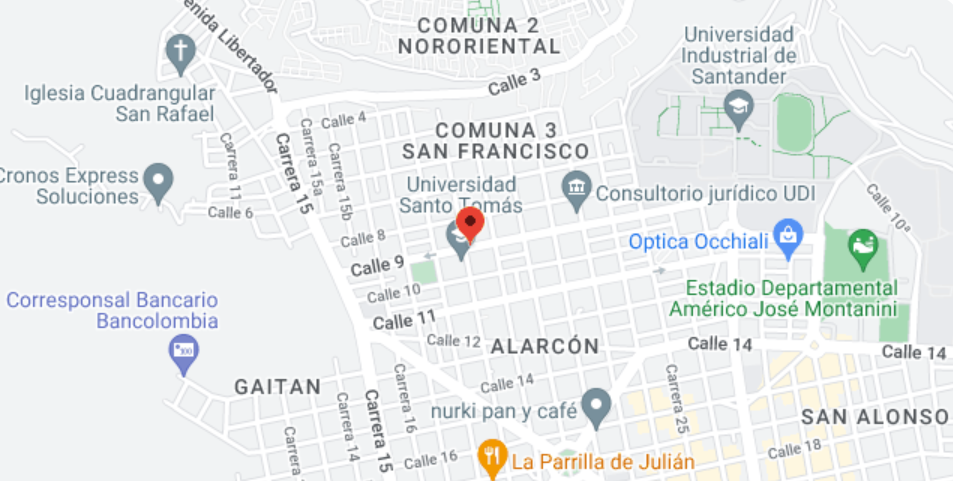 COMUNA 2
NORORIENTAL
enida Libertador
Universidad
Industrial de
Santander
Iglesia Cuadrangular
San Rafael
Calle 3
Calle 4
COMUNA 3
SAN FRANCISCO
Carrera 11
Carrera 15
Carrera 15a
Carrera 15b
Cronos Express
Soluciones
Universidad
Santo Tomás
Consultorio jurídico UDI
Calle 10ª
Calle 6
Calle 8
Optica Occhiali
Calle 9
Estadio Departamental
Américo José Montanini
Calle 10
Corresponsal Bancario
Bancolombia
Calle 11
Calle 12
ALARCÓN
Calle 14
Calle 14
GAITAN
Calle 14
Carrera 14
Carrera 15
Carrera 16
Carrera 25
nurki pan y café
SAN ALONSO
Calle 18
Calle 16
La Parrilla de Julián